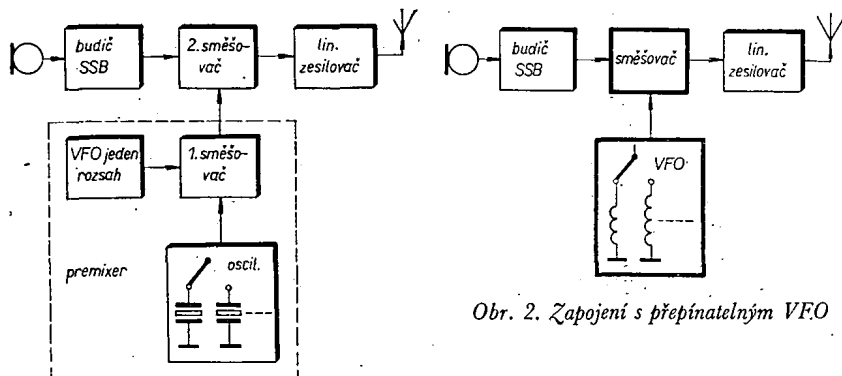 budič
SSB
2. směšo-
vač
lin.
zesilovač
VFO jeden
rozsah
1. směšo-
vač
premixer
oscil.
budič
SSB
směšovač
lin.
zesilovač
VFO
Obr. 2. Zapojení s přepínatelným VFO